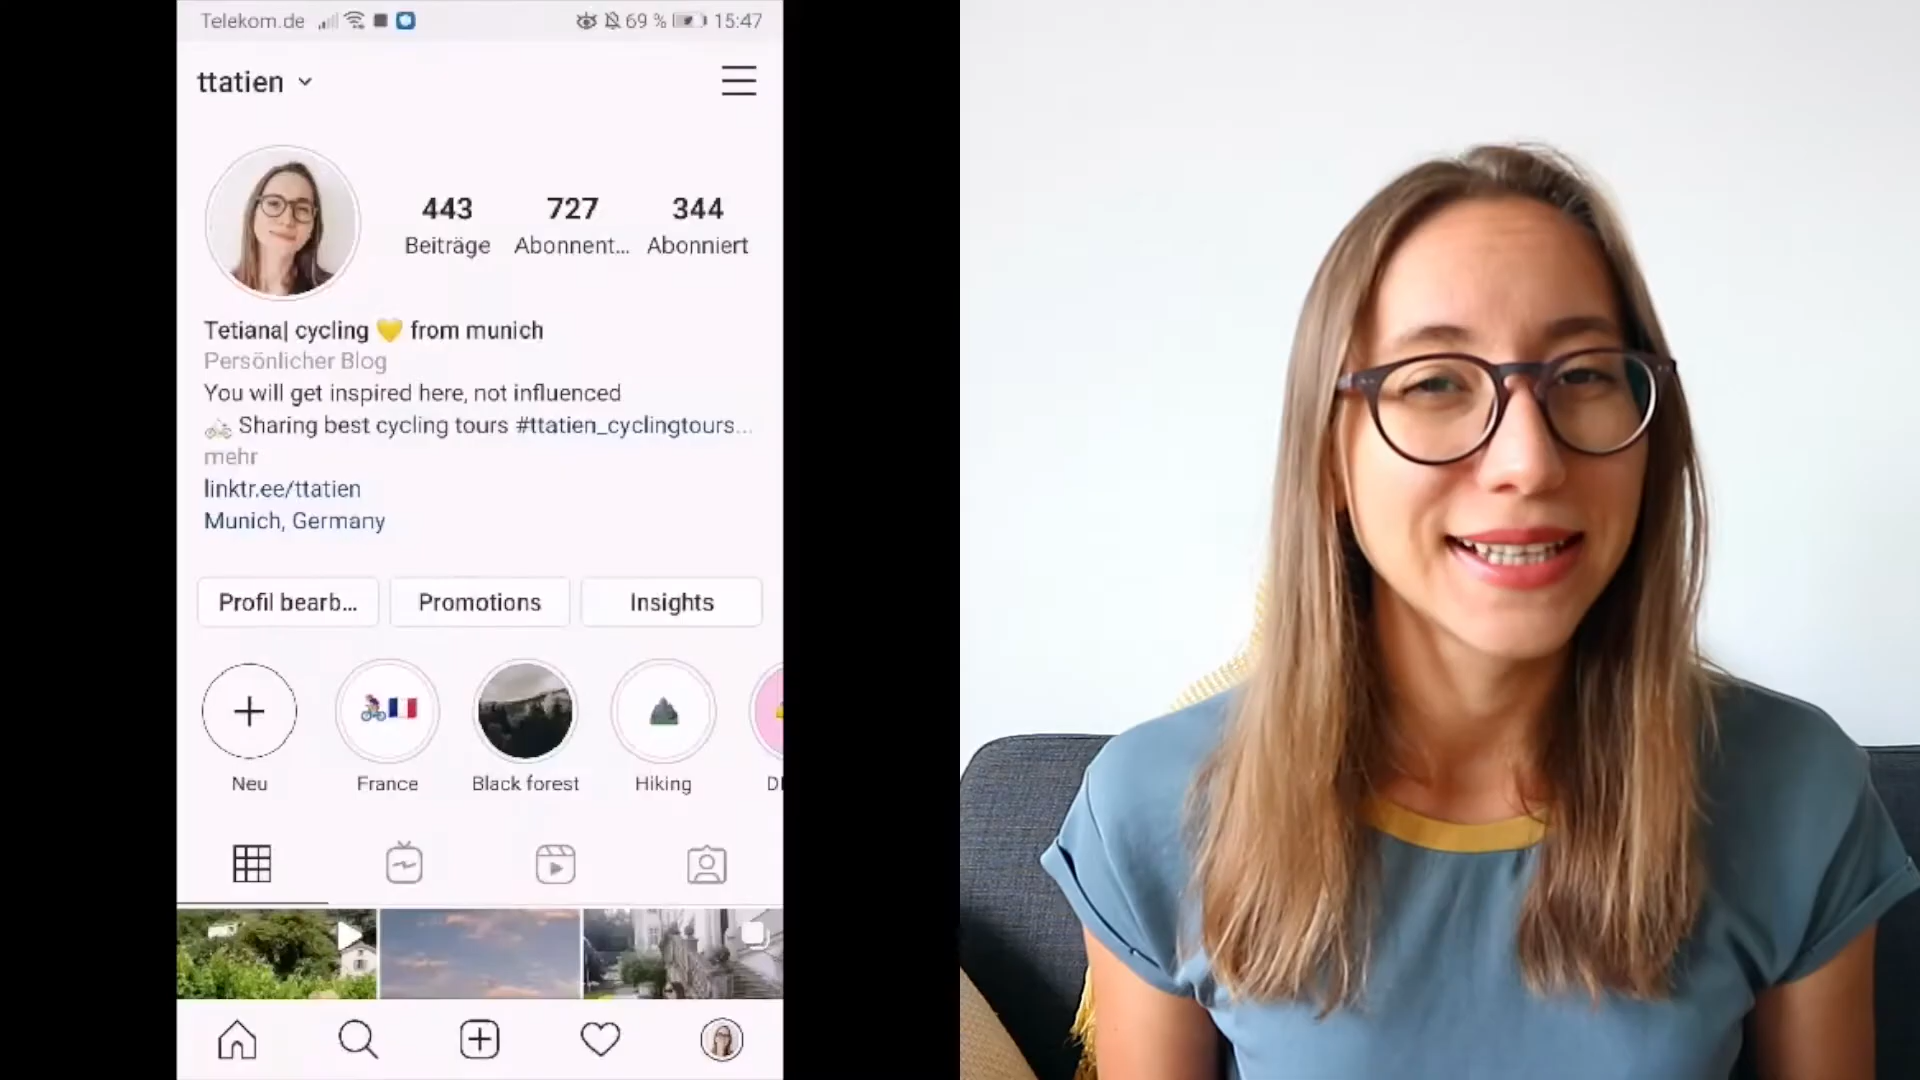 Telekom.de 69 % 15:47
ttatien
443 727 344
Beiträge Abonnent... Abonniert
Tetiana| cycling 💛 from munich
Persönlicher Blog
You will get inspired here, not influenced
🚲 Sharing best cycling tours #ttatien_cyclingtours...
mehr
linktr.ee/ttatien
Munich, Germany
Profil bearb... Promotions Insights
Neu France Black forest Hiking